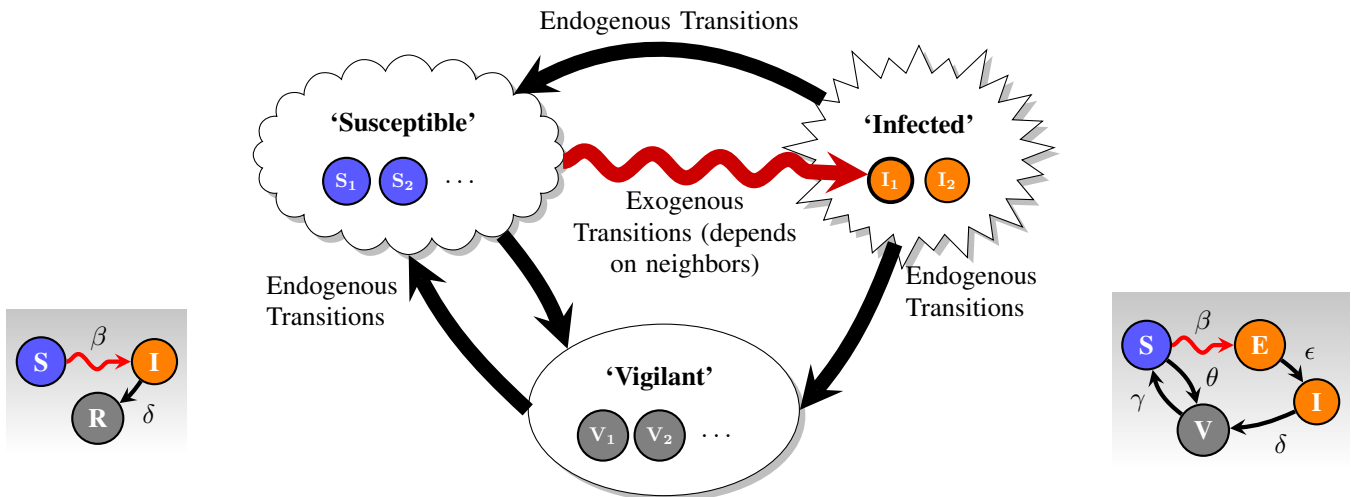 Endogenous Transitions
‘Susceptible’
S₁ S₂ ...
‘Infected’
I₁ I₂
Exogenous
Transitions (depends
on neighbors)
Endogenous
Transitions
Endogenous
Transitions
‘Vigilant’
V₁ V₂ ...
S β I
R δ
S β E
ϵ
θ
γ
I
V
δ